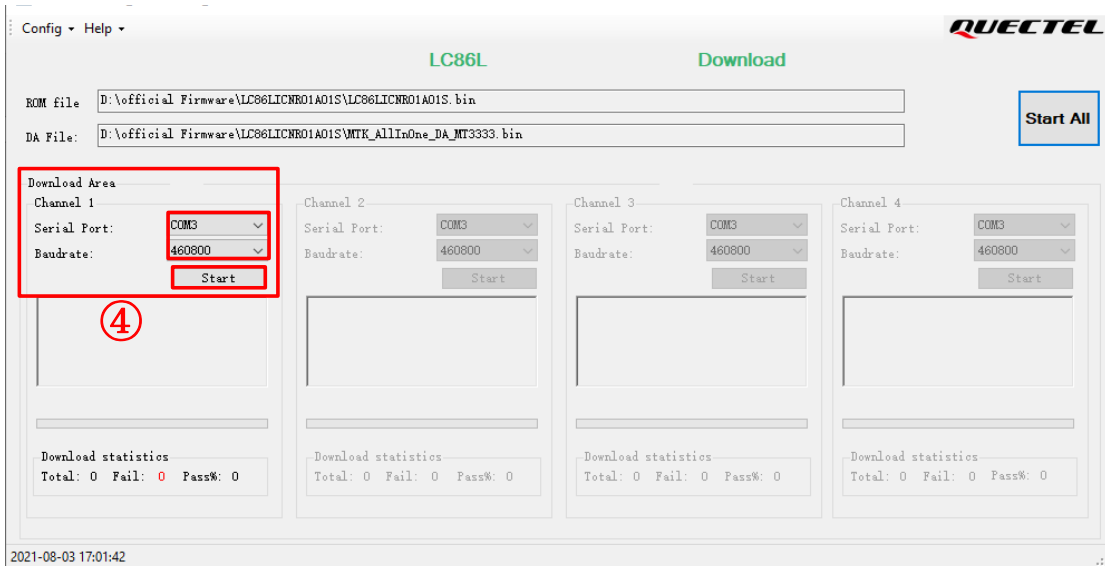 Config Help
QUECTEL
LC86L Download
ROM file D:\official Firmware\LC86LICNR01A01S\LC86LICNR01A01S.bin
Start All
DA File: D:\official Firmware\LC86LICNR01A01S\MTK_AllInOne_DA_MT3333.bin
Download Area
Channel 1 Channel 2 Channel 3 Channel 4
Serial Port: COM3 Serial Port: COM3 Serial Port: COM3 Serial Port: COM3
Baudrate: 460800 Baudrate: 460800 Baudrate: 460800 Baudrate: 460800
Start Start Start Start
④
Download statistics Download statistics Download statistics Download statistics
Total: 0 Fail: 0 Pass%: 0 Total: 0 Fail: 0 Pass%: 0 Total: 0 Fail: 0 Pass%: 0 Total: 0 Fail: 0 Pass%: 0
2021-08-03 17:01:42